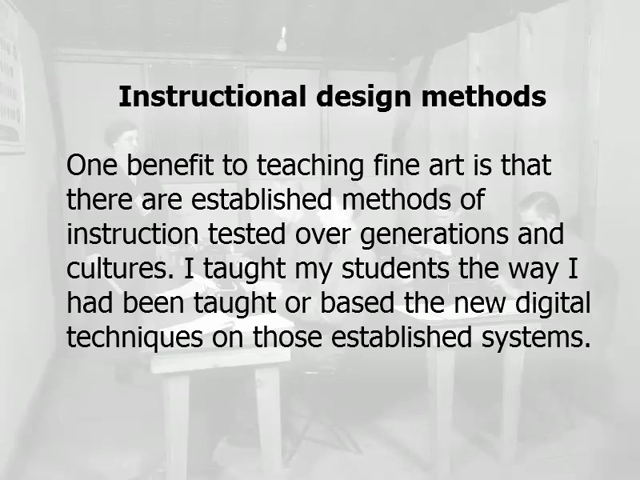 Instructional design methods
One benefit to teaching fine art is that
there are established methods of
instruction tested over generations and
cultures. I taught my students the way I
had been taught or based the new digital
techniques on those established systems.